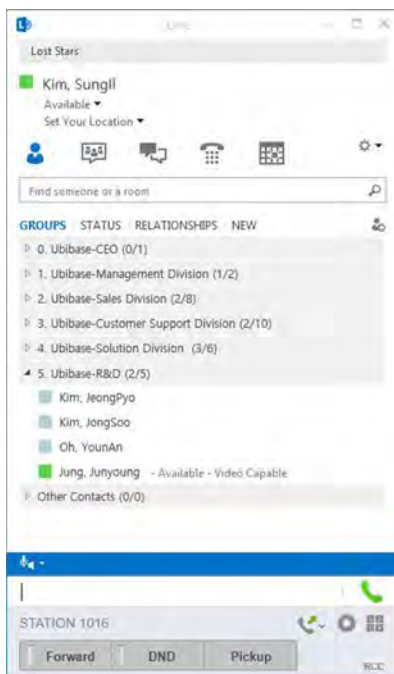 Lync
Lost Stars
Kim, SungIl
Available
Set Your Location
Find someone or a room
GROUPS STATUS RELATIONSHIPS NEW
0. Ubibase-CEO (0/1)
1. Ubibase-Management Division (1/2)
2. Ubibase-Sales Division (2/8)
3. Ubibase-Customer Support Division (2/10)
4. Ubibase-Solution Division (3/6)
5. Ubibase-R&D (2/5)
Kim, JeongPyo
Kim, JongSoo
Oh, YounAn
Jung, Junyoung - Available - Video Capable
Other Contacts (0/0)
STATION 1016
Forward DND Pickup
RCC